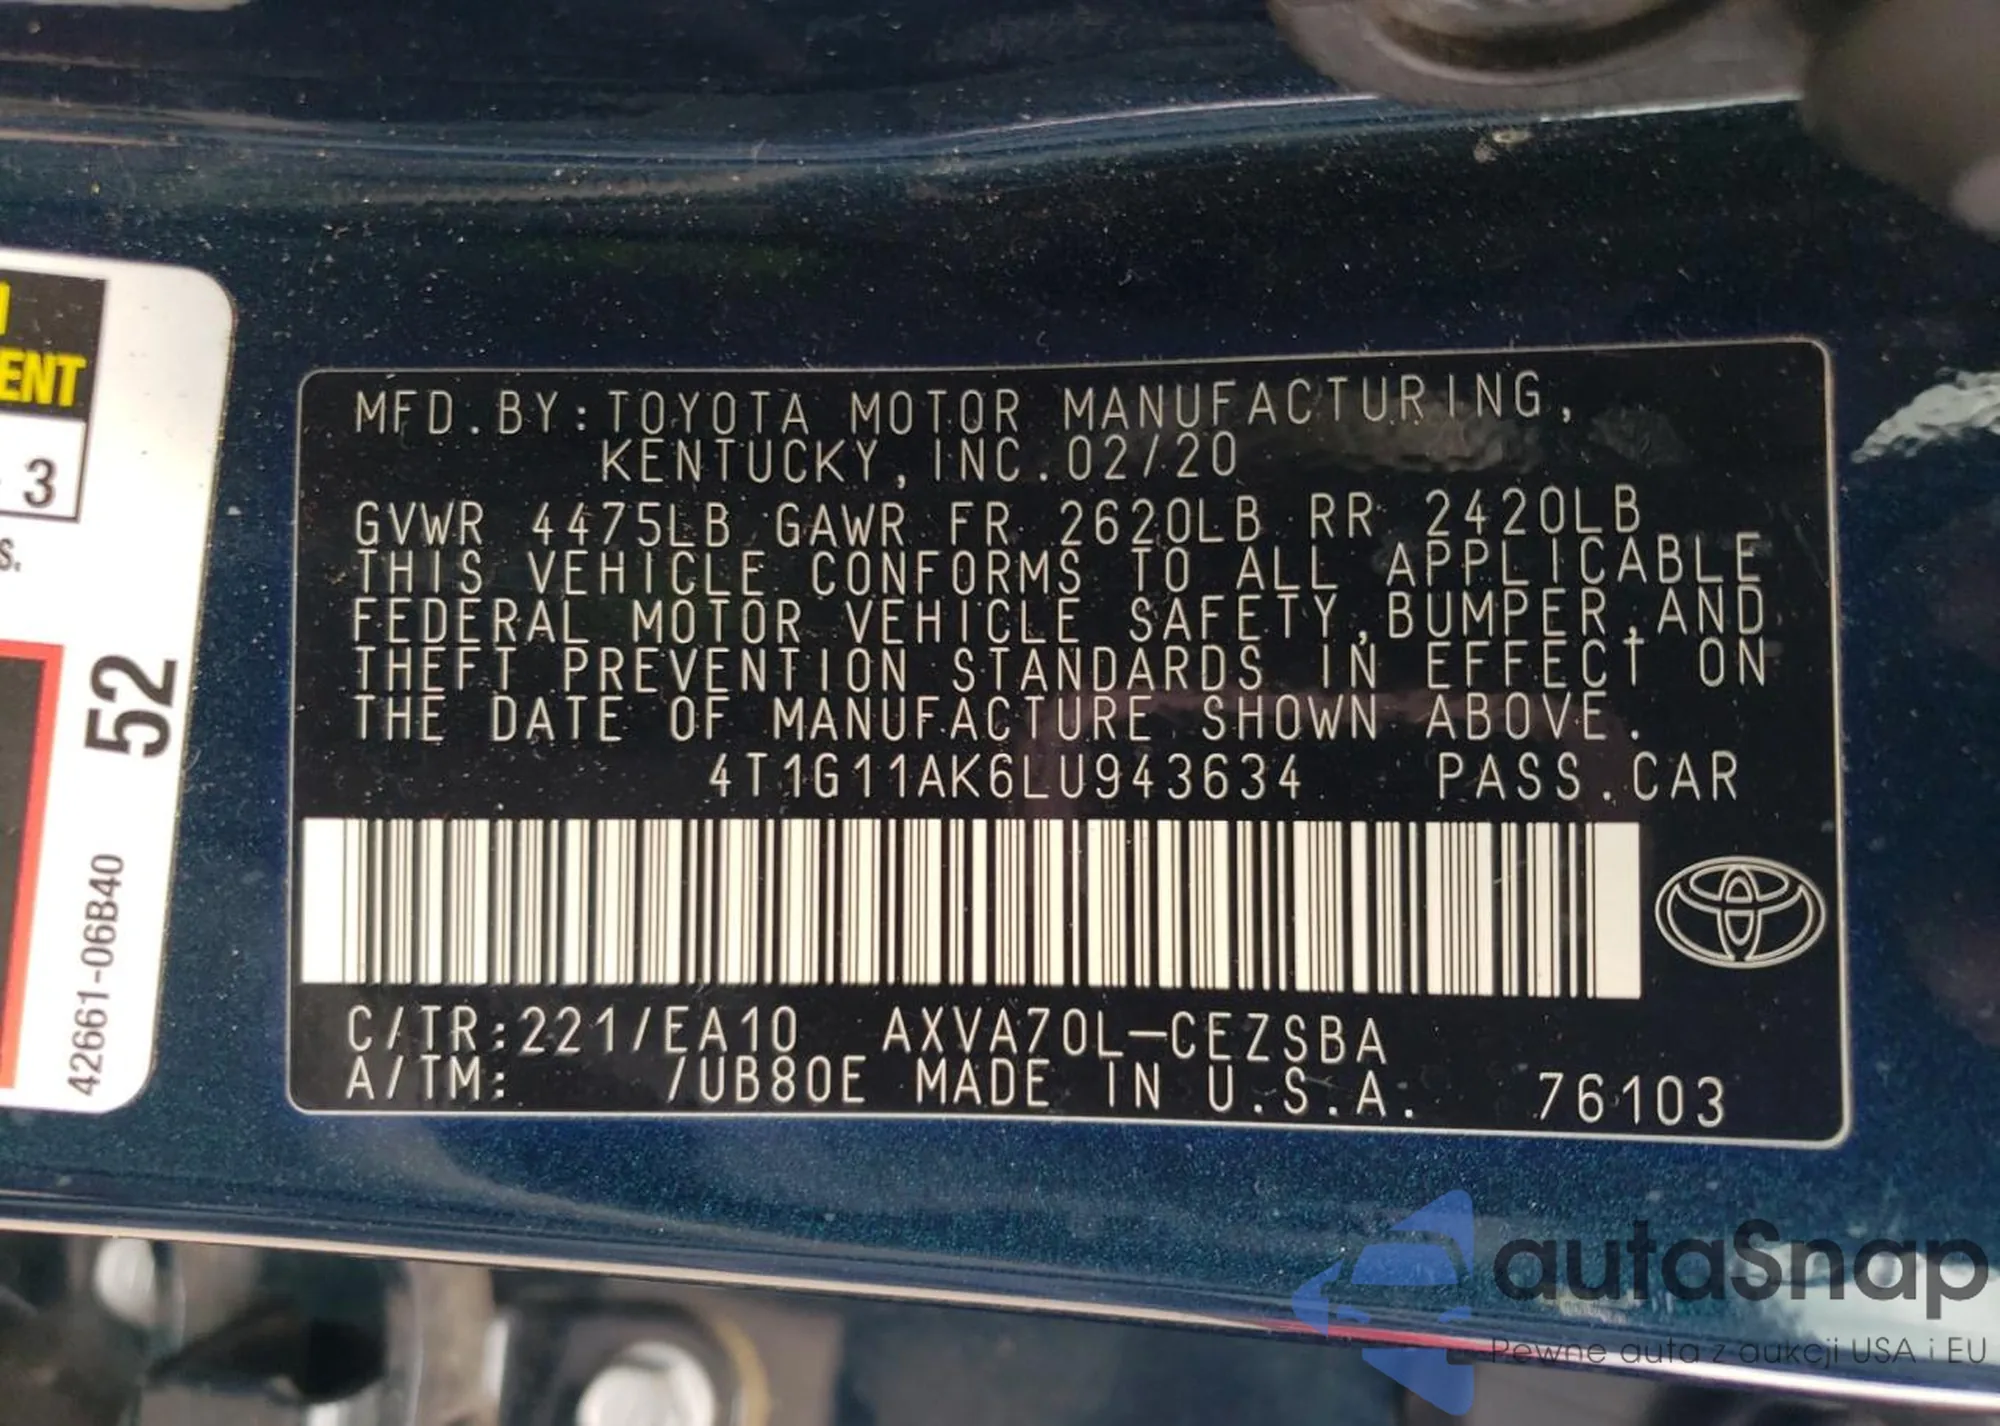 MFD.BY:TOYOTA MOTOR MANUFACTURING,
KENTUCKY,INC.02/20
GVWR 4475LB GAWR FR 2620LB RR 2420LB
THIS VEHICLE CONFORMS TO ALL APPLICABLE
FEDERAL MOTOR VEHICLE SAFETY,BUMPER,AND
THEFT PREVENTION STANDARDS IN EFFECT ON
THE DATE OF MANUFACTURE SHOWN ABOVE.
4T1G11AK6LU943634 PASS.CAR
C/TR:221/EA10 AXVA70L-CEZSBA
A/TM: /UB80E MADE IN U.S.A. 76103
3
52
42661-06B40
autaSnap
Pewne auta z aukcji USA i EU